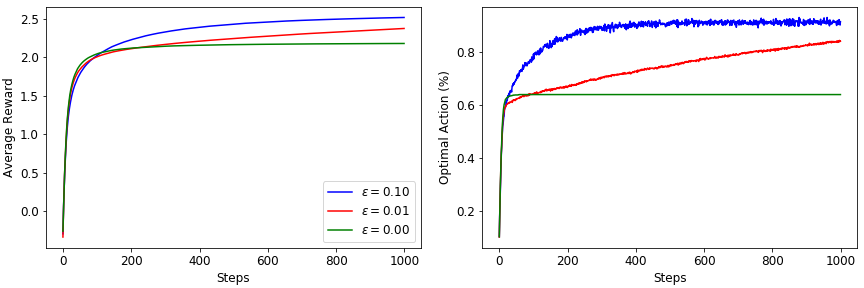 Average Reward
2.5
2.0
1.5
1.0
0.5
0.0
0 200 400 600 800 1000
Steps
ε = 0.10
ε = 0.01
ε = 0.00
Optimal Action (%)
0.8
0.6
0.4
0.2
0 200 400 600 800 1000
Steps